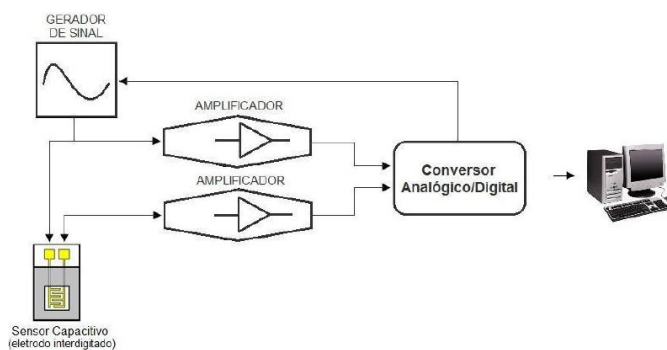 GERADOR
DE SINAL
AMPLIFICADOR
AMPLIFICADOR
Conversor
Analógico/Digital
Sensor Capacitivo
(eletrodo interdigitado)